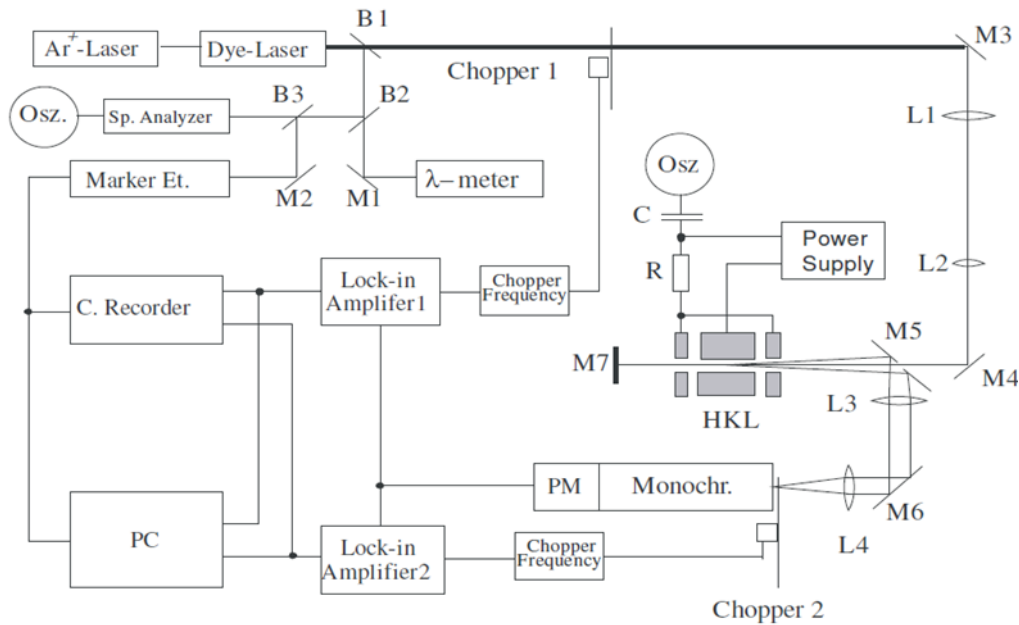 B1
M3
Ar+-Laser
Dye-Laser
Chopper 1
B3
B2
L1
Osz.
Sp. Analyzer
Osz
Marker Et.
M2
M1
λ-meter
C
Power
Supply
L2
R
Lock-in
Amplifer1
Chopper
Frequency
C. Recorder
M5
M7
M4
L3
HKL
PM
Monochr.
M6
PC
Lock-in
Amplifier2
Chopper
Frequency
L4
Chopper 2